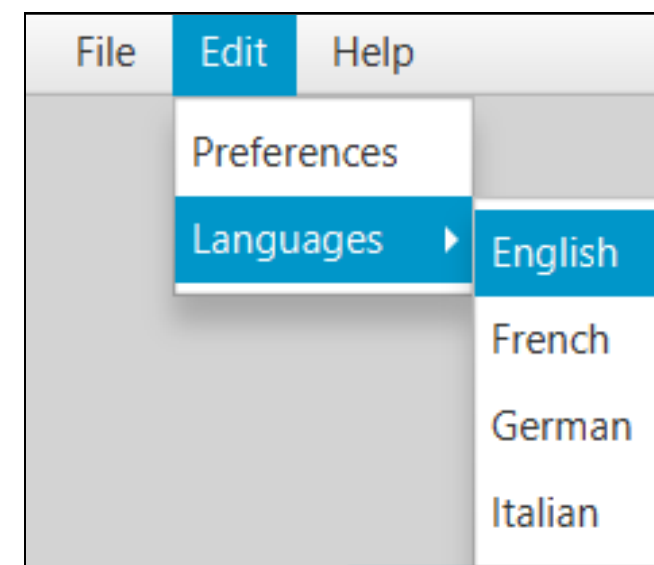 File Edit Help
Preferences
Languages
English
French
German
Italian